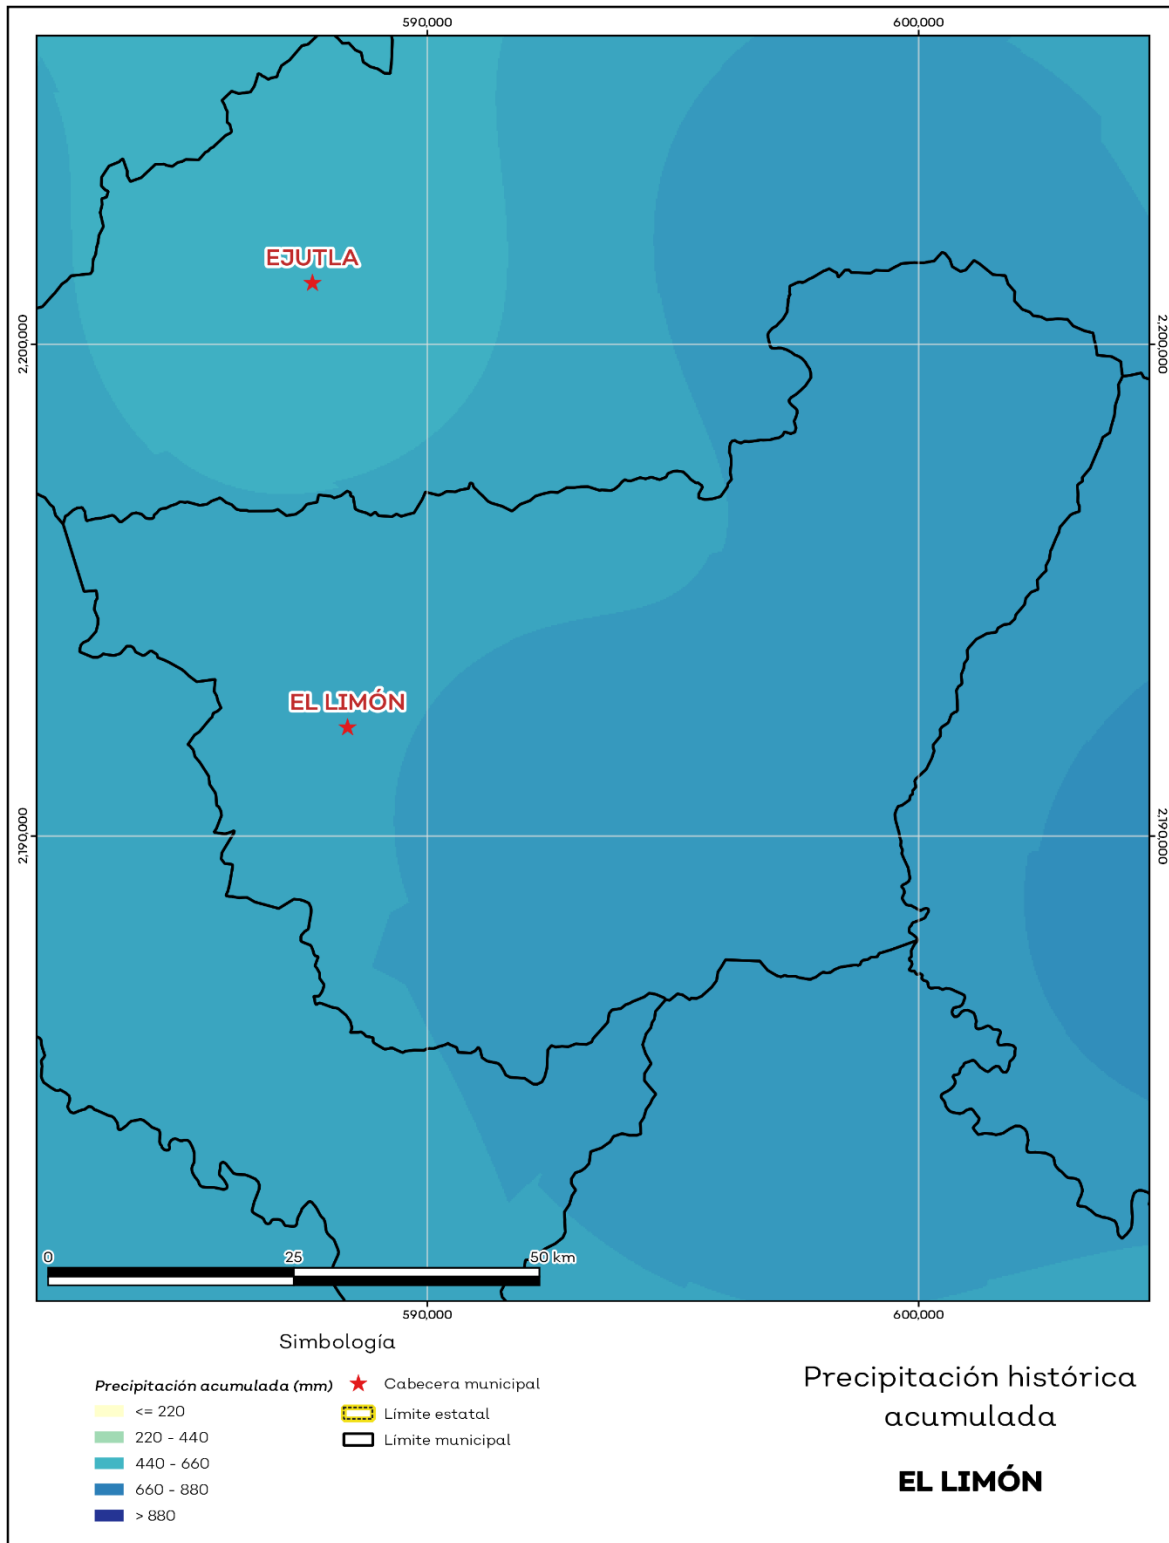 590,000
600,000
EJUTLA
2,200,000
2,200,000
EL LIMÓN
2,190,000
2,190,000
0
25
50 km
590,000
600,000
Simbología
Precipitación acumulada (mm)
<= 220
220 - 440
440 - 660
660 - 880
> 880
Cabecera municipal
Límite estatal
Límite municipal
Precipitación histórica
acumulada
EL LIMÓN